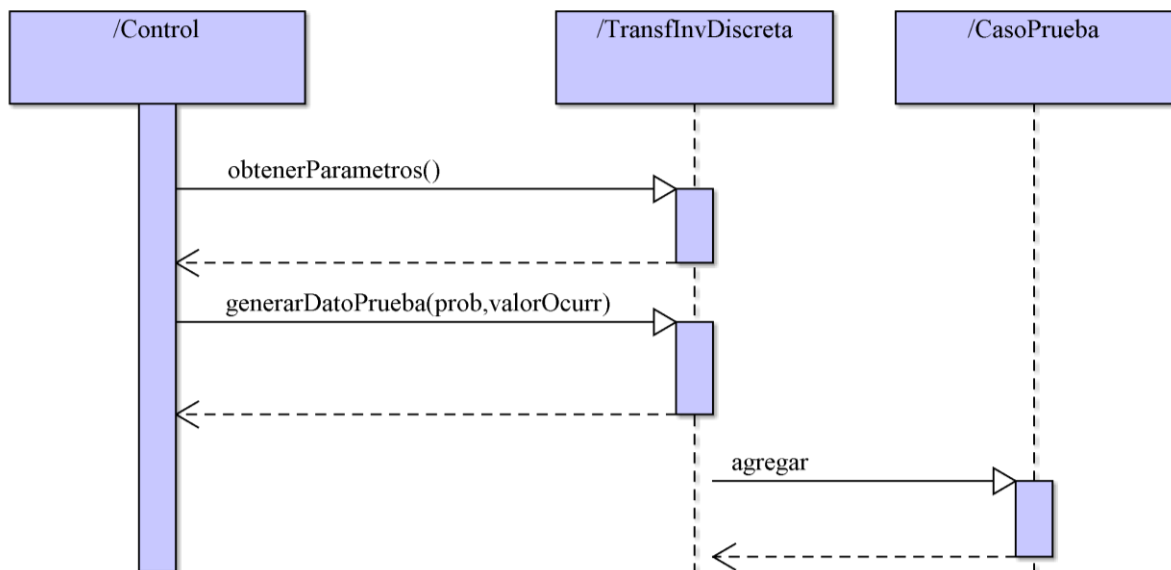 /Control
/TransfInvDiscreta
/CasoPrueba
obtenerParametros()
generarDatoPrueba(prob,valorOcurr)
agregar